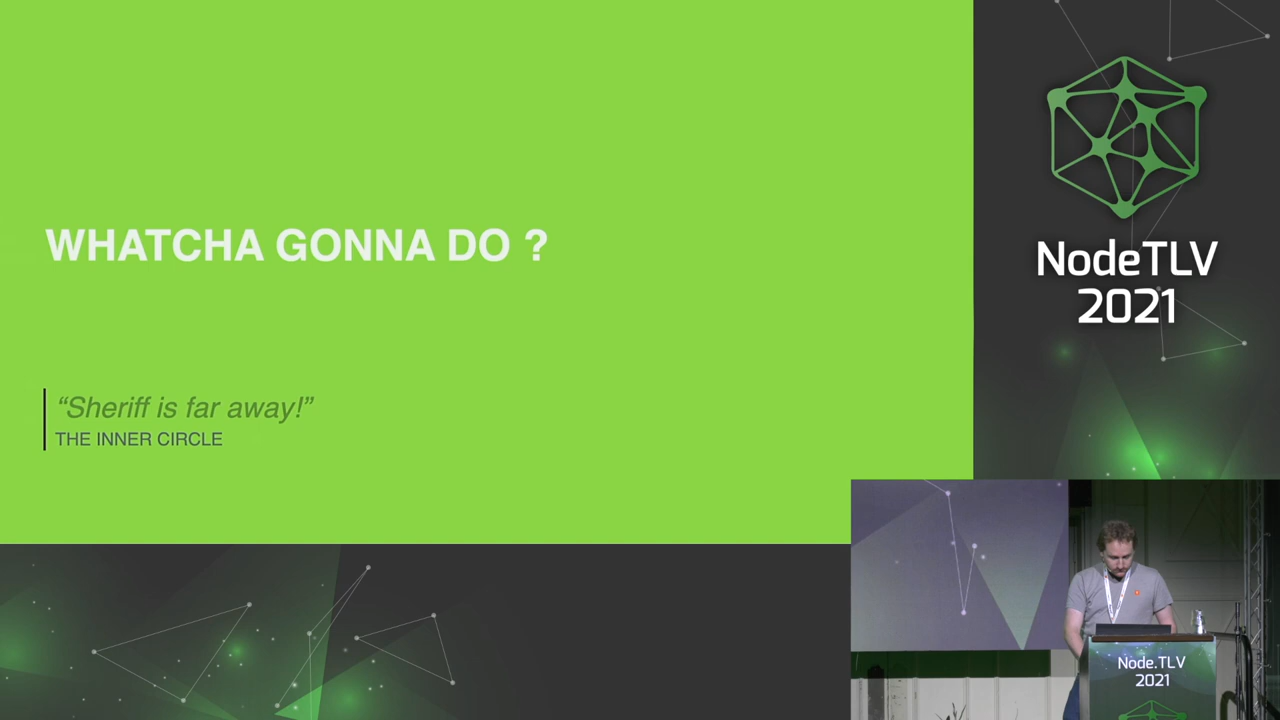 WHATCHA GONNA DO ?
“Sheriff is far away!”
THE INNER CIRCLE
NodeTLV
2021
Node.TLV
2021